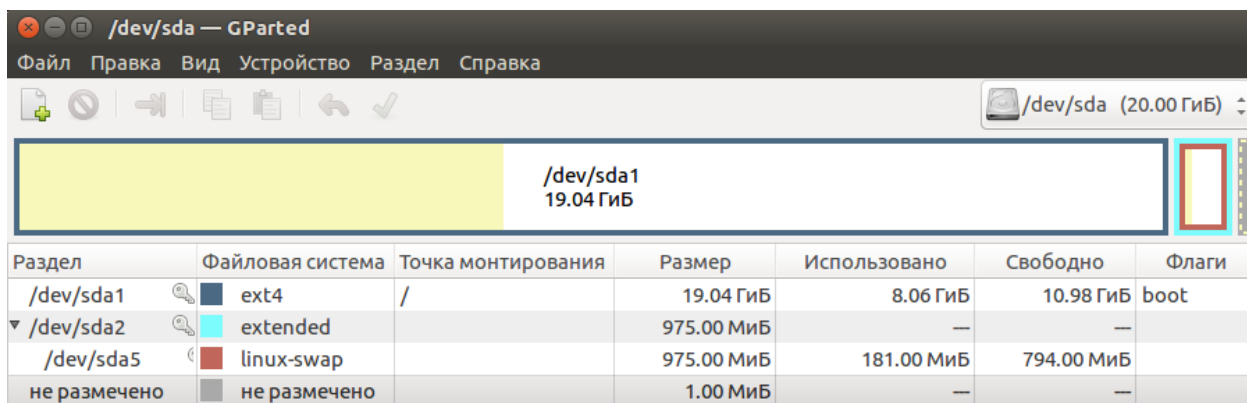 /dev/sda — GParted
Файл Правка Вид Устройство Раздел Справка
/dev/sda (20.00 ГиБ)
/dev/sda1
19.04 ГиБ
Раздел Файловая система Точка монтирования Размер Использовано Свободно Флаги
/dev/sda1 ext4 / 19.04 ГиБ 8.06 ГиБ 10.98 ГиБ boot
/dev/sda2 extended 975.00 МиБ — —
/dev/sda5 linux-swap 975.00 МиБ 181.00 МиБ 794.00 МиБ
не размечено не размечено 1.00 МиБ — —